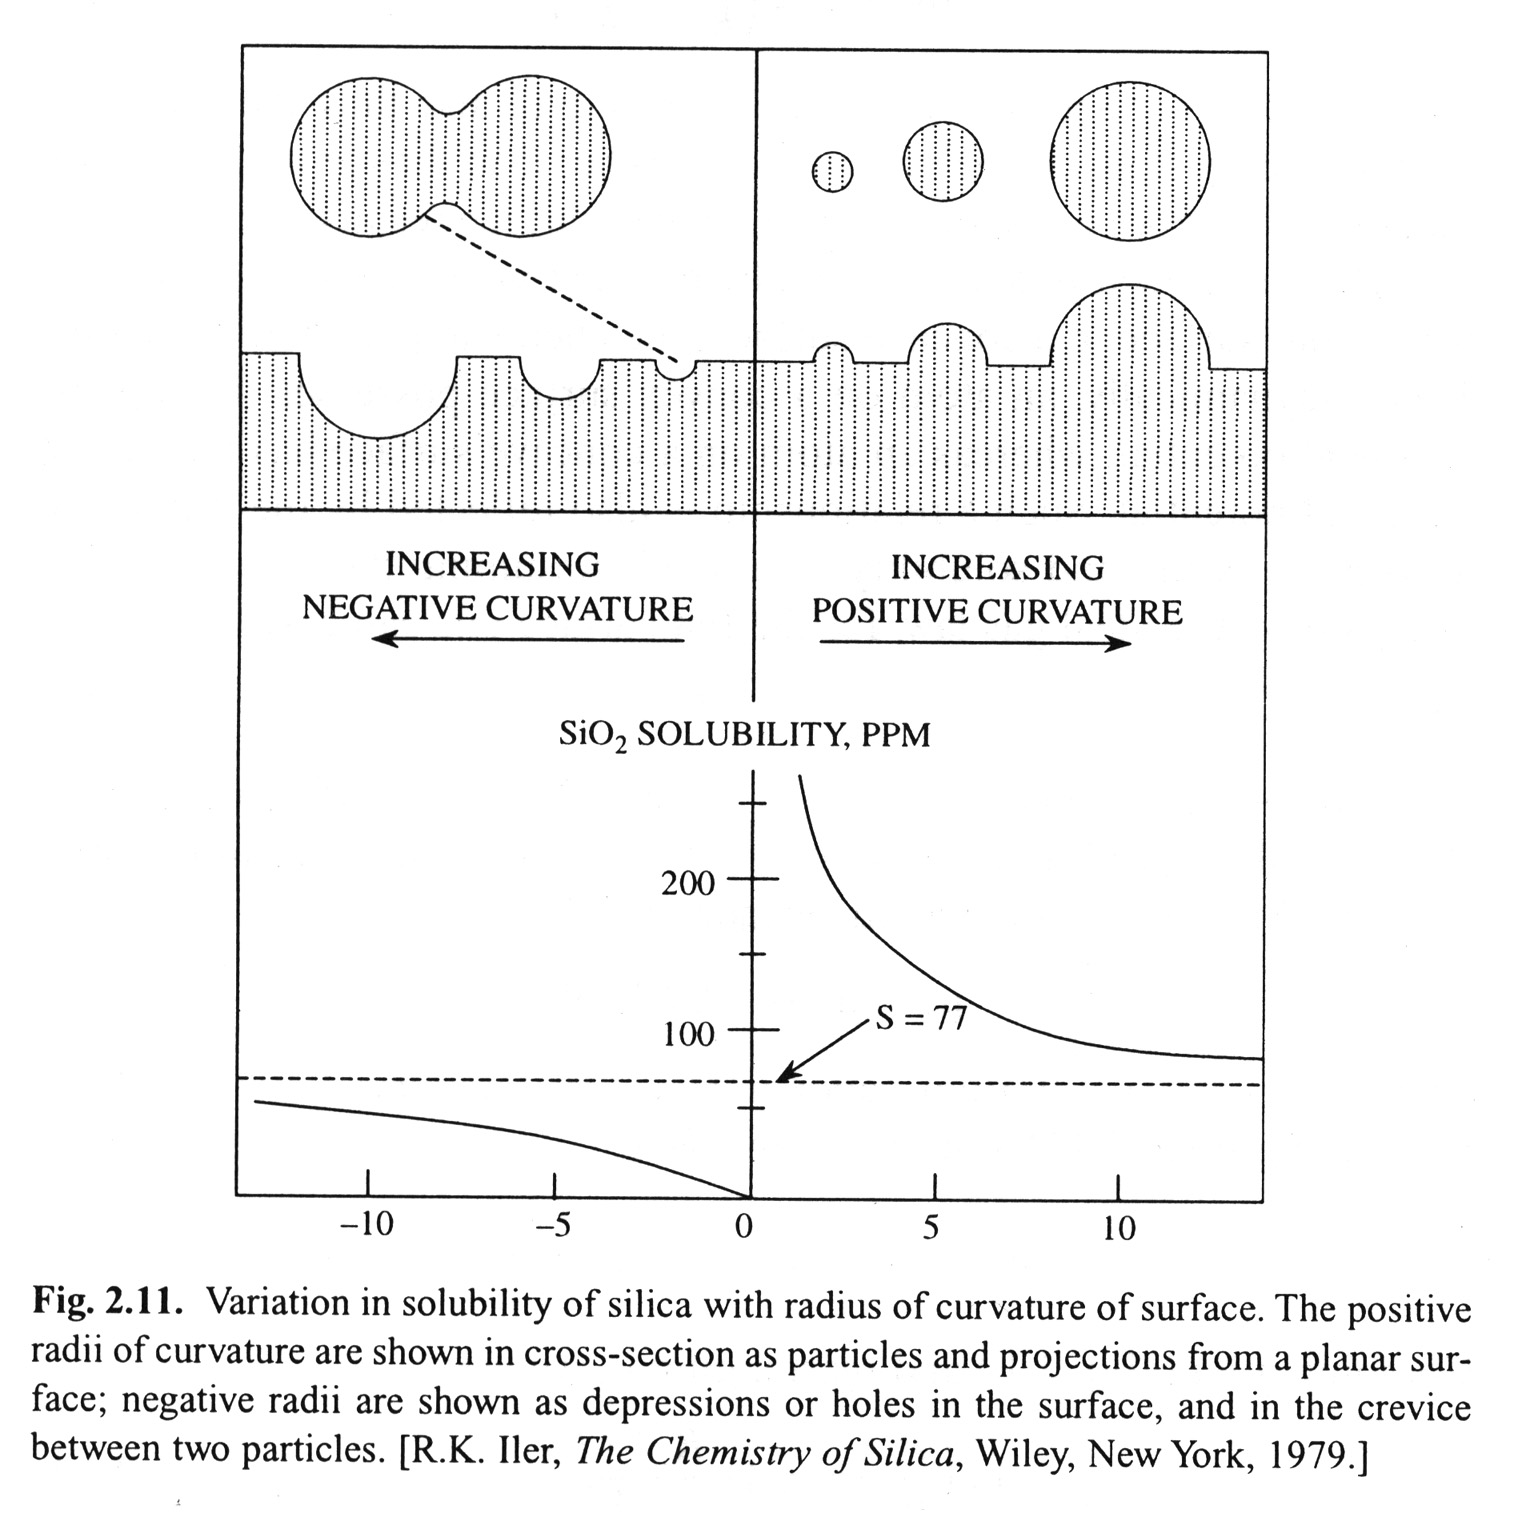 INCREASING
NEGATIVE CURVATURE
INCREASING
POSITIVE CURVATURE
SiO₂ SOLUBILITY, PPM
200
100
S = 77
−10
−5
0
5
10
Fig. 2.11. Variation in solubility of silica with radius of curvature of surface. The positive
radii of curvature are shown in cross-section as particles and projections from a planar sur-
face; negative radii are shown as depressions or holes in the surface, and in the crevice
between two particles. [R.K. Iler, The Chemistry of Silica, Wiley, New York, 1979.]